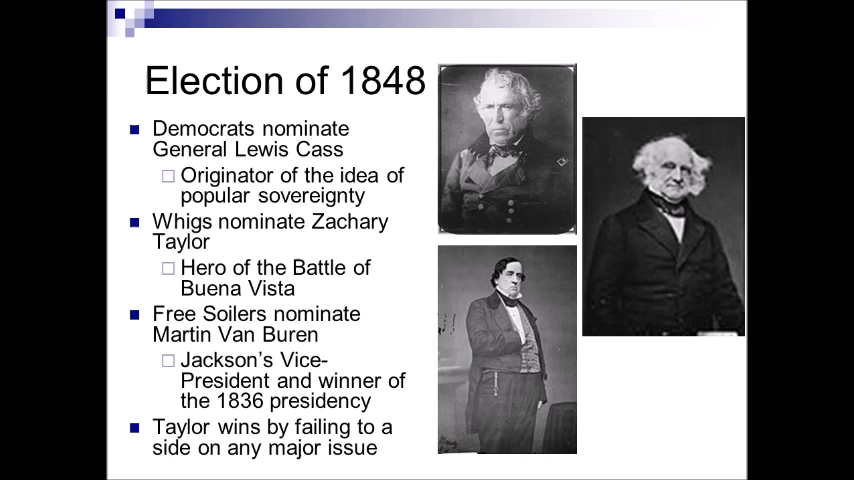 Election of 1848
Democrats nominate
General Lewis Cass
Originator of the idea of
popular sovereignty
Whigs nominate Zachary
Taylor
Hero of the Battle of
Buena Vista
Free Soilers nominate
Martin Van Buren
Jackson's Vice-
President and winner of
the 1836 presidency
Taylor wins by failing to a
side on any major issue